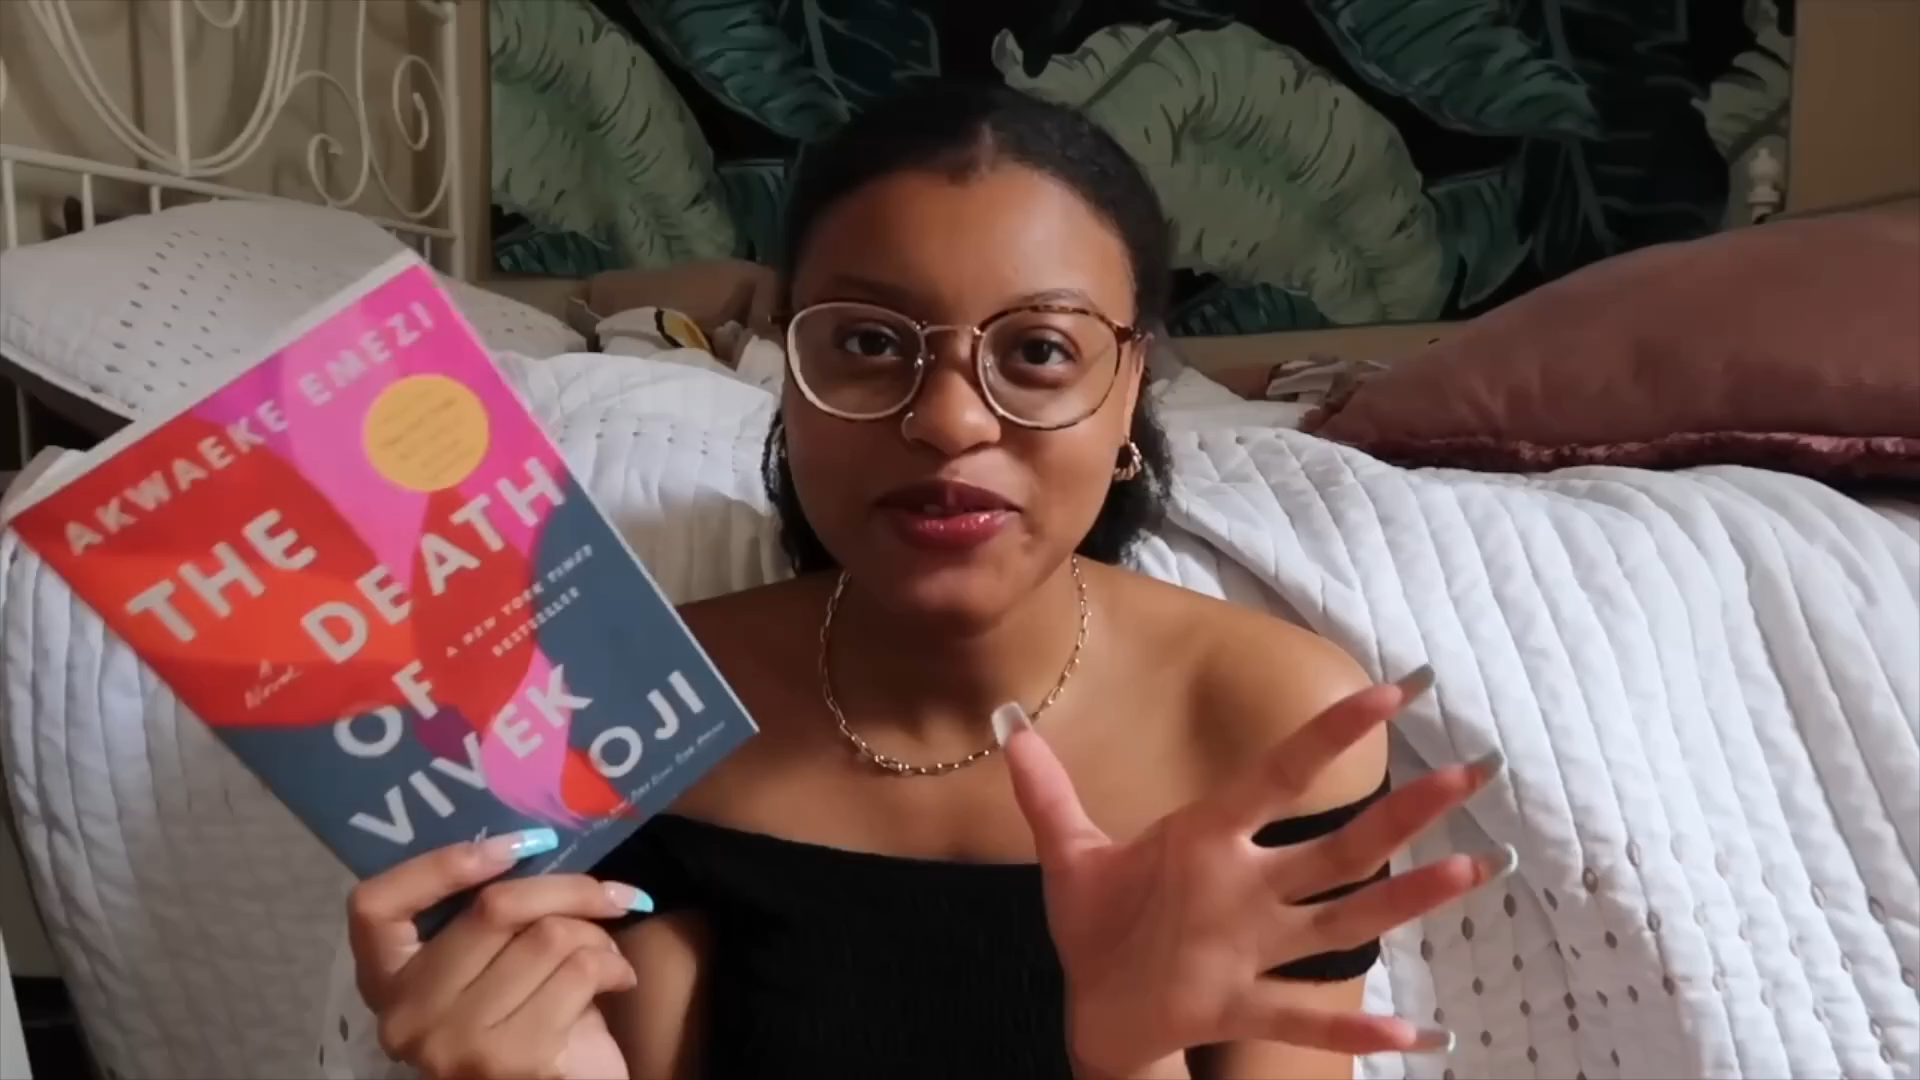 AKWAEKE EMEZI
THE
DEATH
A NEW YORK TIMES
BESTSELLER
A
Novel
OF
VIVEK
OJI